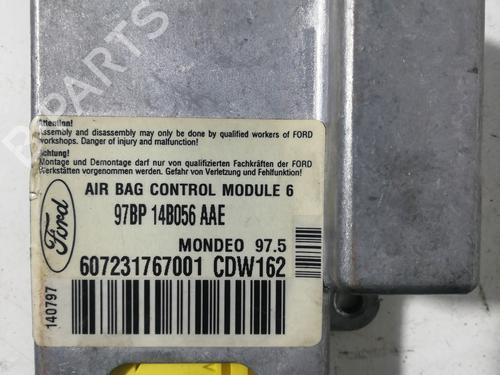 Attention!
Assembly and disassembly may only be done by qualified workers of FORD
workshops. Danger of injury and malfunction!
Achtung!
Montage und Demontage darf nur von qualifizierten Fachkräften der FORD
Werkstätten vorgenommen werden. Gefahr von Verletzung und Fehlfunktion!
AIR BAG CONTROL MODULE 6
97BP 14B056 AAE
Ford
MONDEO 97.5
607231767001 CDW162
140797
B-PARTS